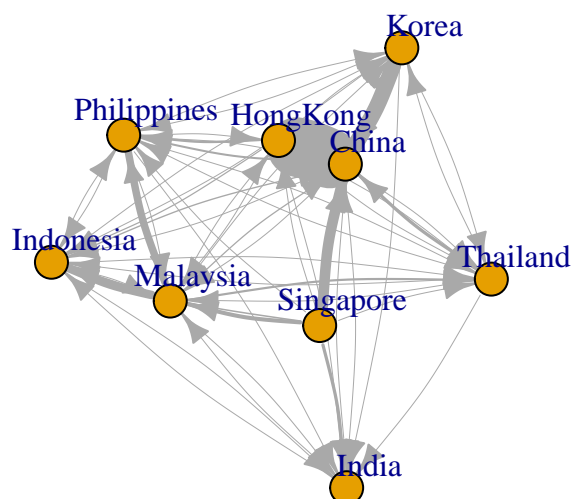 Korea
Philippines
HongKong
China
Indonesia
Malaysia
Singapore
Thailand
India